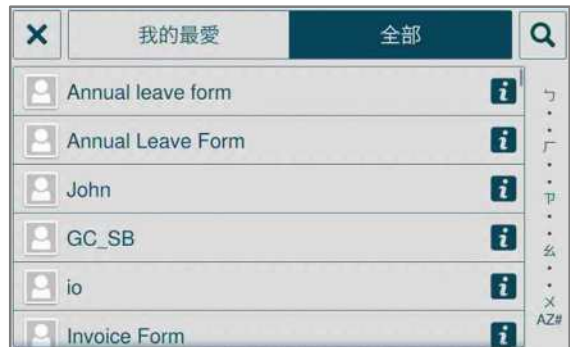 我的最愛 全部
Annual leave form
Annual Leave Form
John
GC_SB
io
Invoice Form
ㄅ
ㄏ
ㄗ
ㄠ
ㄨ
AZ#